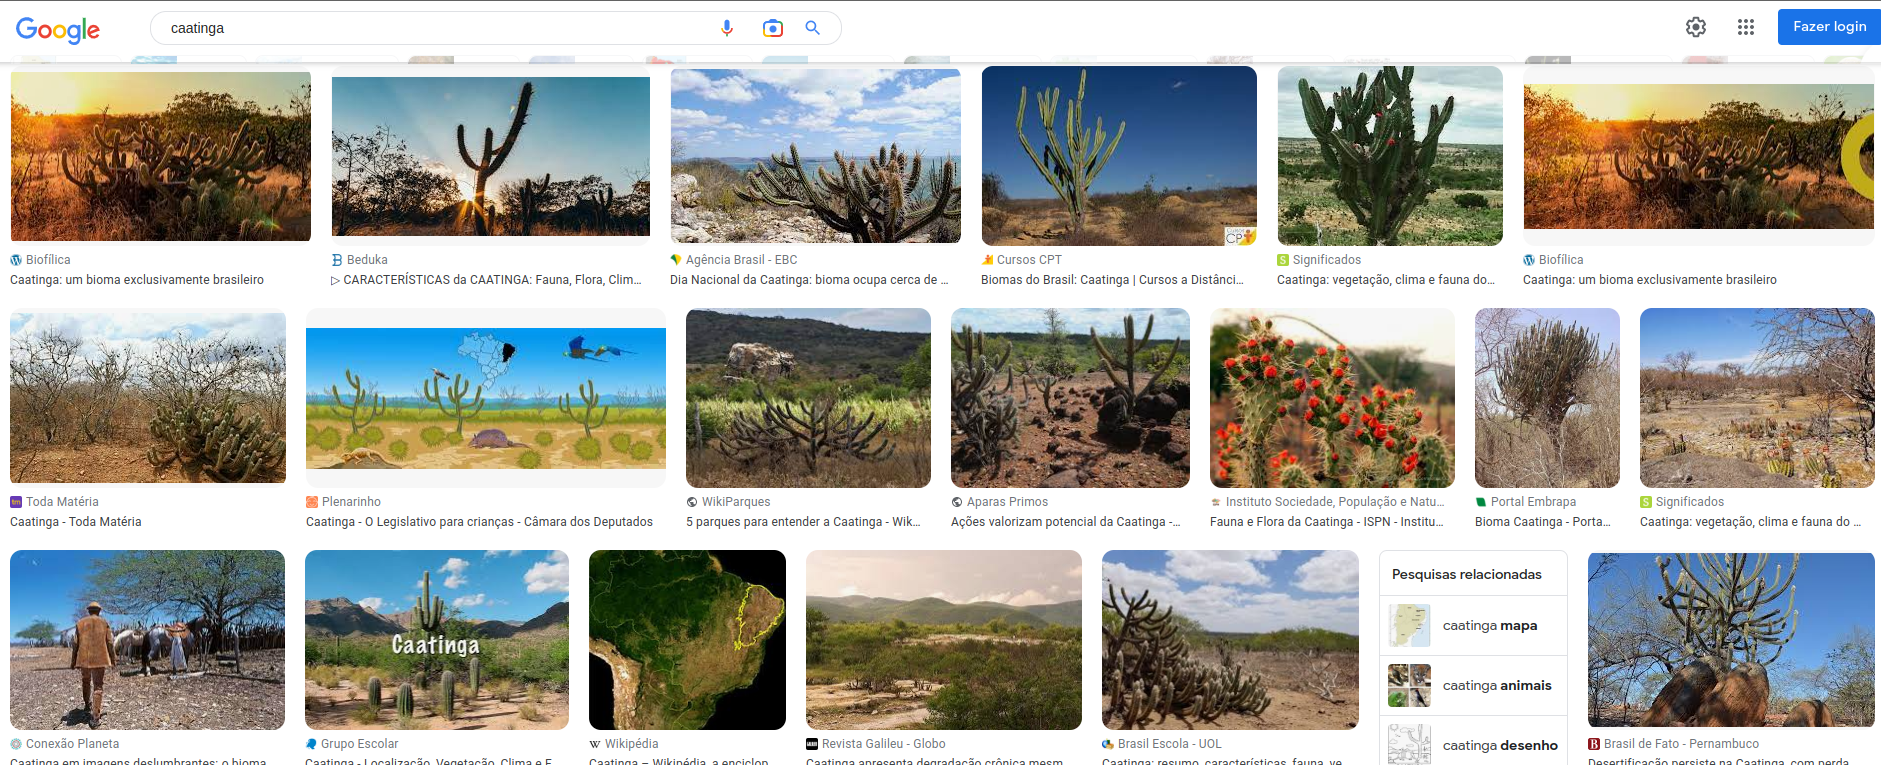 Google
caatinga
Fazer login
Biofílica
Caatinga: um bioma exclusivamente brasileiro
Beduka
▷ CARACTERÍSTICAS da CAATINGA: Fauna, Flora, Clim...
Agência Brasil - EBC
Dia Nacional da Caatinga: bioma ocupa cerca de ...
CURSOS
CPT
Cursos CPT
Biomas do Brasil: Caatinga | Cursos a Distânci...
S Significados
Caatinga: vegetação, clima e fauna do...
Biofílica
Caatinga: um bioma exclusivamente brasileiro
tm Toda Matéria
Caatinga - Toda Matéria
Plenarinho
Caatinga - O Legislativo para crianças - Câmara dos Deputados
WikiParques
5 parques para entender a Caatinga - Wik...
Aparas Primos
Ações valorizam potencial da Caatinga -...
Instituto Sociedade, População e Natu...
Fauna e Flora da Caatinga - ISPN - Institu...
Portal Embrapa
Bioma Caatinga - Porta...
S Significados
Caatinga: vegetação, clima e fauna do ...
Conexão Planeta
Caatinga em imagens deslumbrantes: o bioma
Caatinga
Grupo Escolar
Caatinga - Localização, Vegetação, Clima e F
W Wikipédia
Caatinga – Wikipédia, a enciclop
Revista Galileu - Globo
Caatinga apresenta degradação crônica mesm
Brasil Escola - UOL
Caatinga: resumo, características, fauna, ve
Pesquisas relacionadas
caatinga mapa
caatinga animais
caatinga desenho
B Brasil de Fato - Pernambuco
Desertificação persiste na Caatinga, com perda